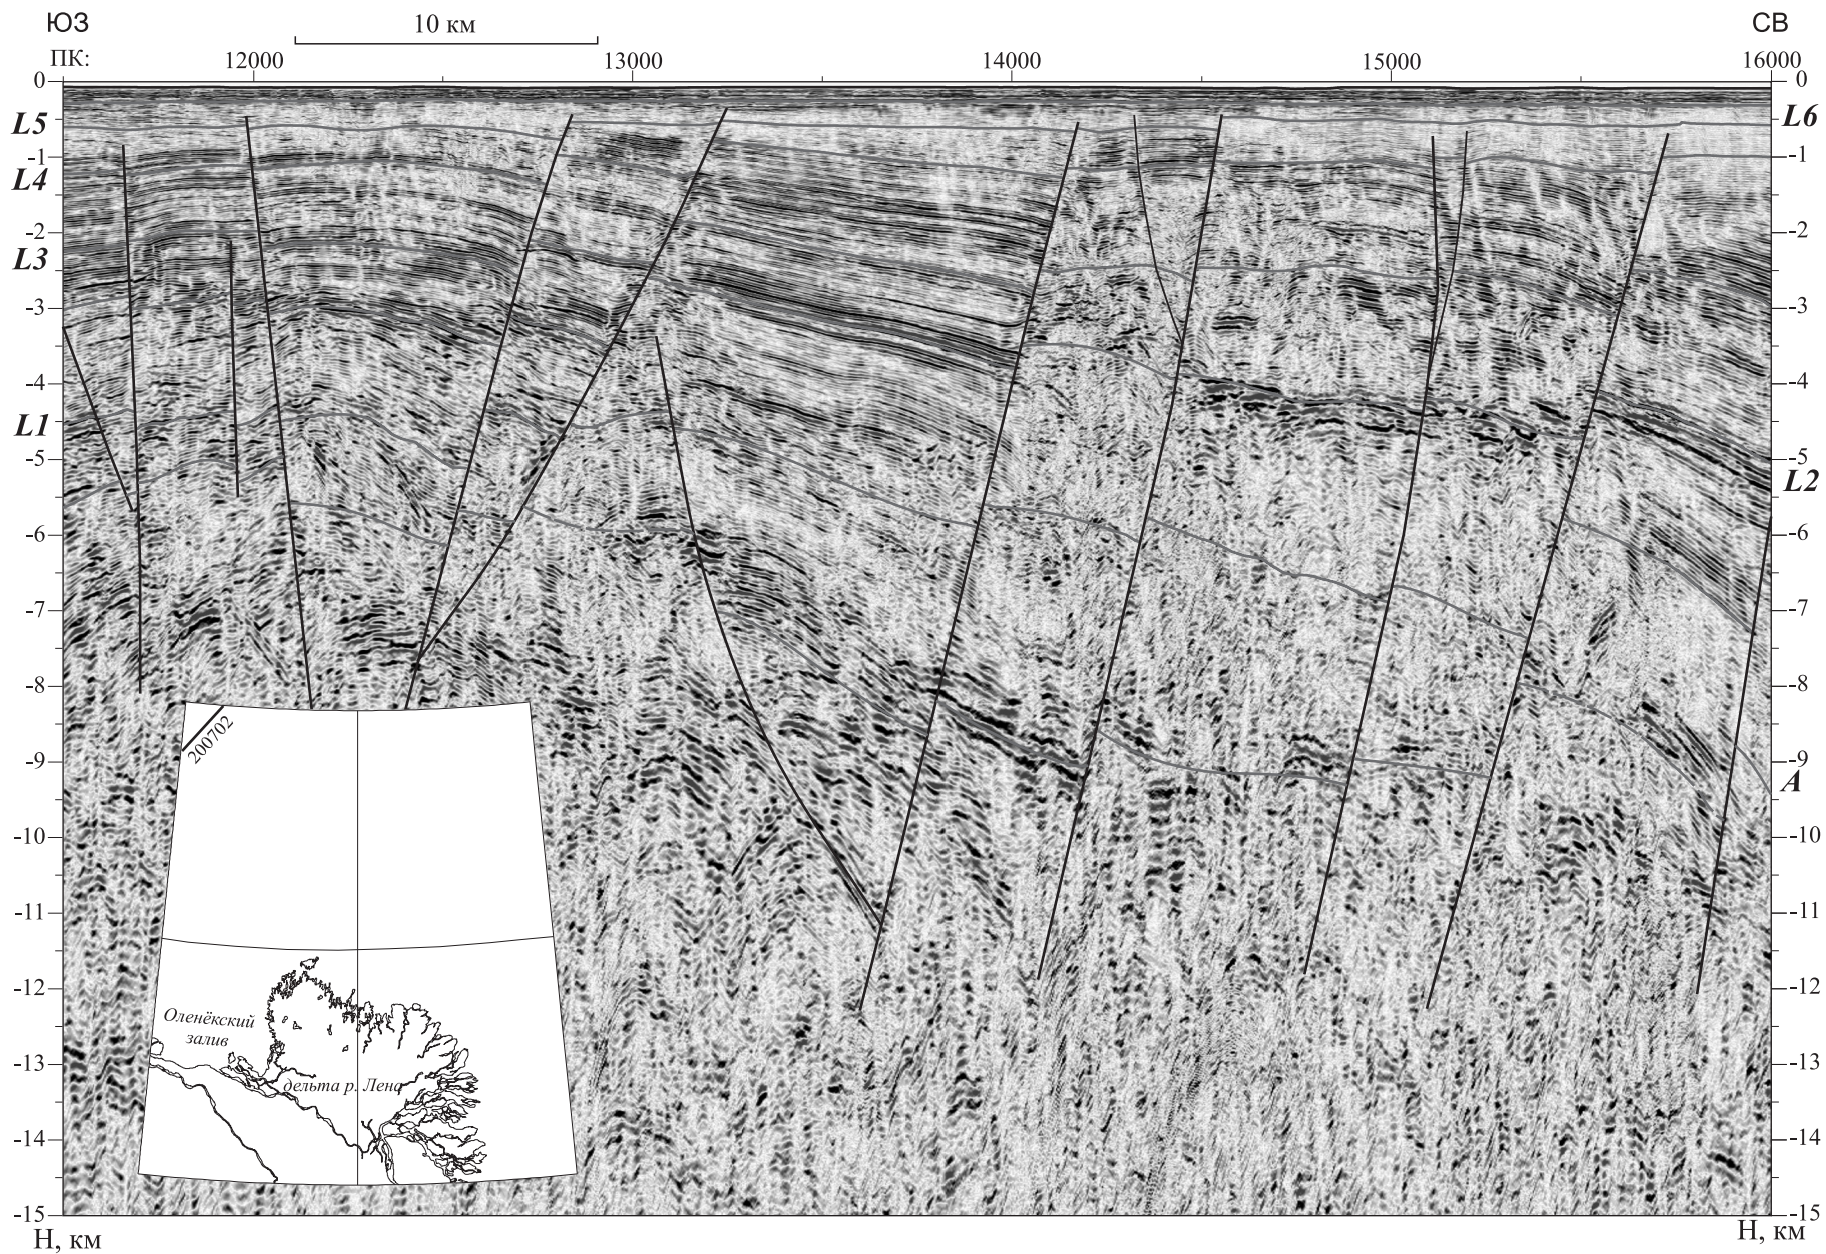 ЮЗ 10 км СВ
ПК: 12000 13000 14000 15000 16000
0 0
L5 L6
-1 -1
L4
-2 -2
L3
-3 -3
-4 -4
L1
-5 -5
L2
-6 -6
-7 -7
-8 -8
200702
-9 -9
A
-10 -10
-11 -11
-12 -12
Оленёкский
залив
-13 -13
дельта р. Лена
-14 -14
-15 -15
Н, км Н, км